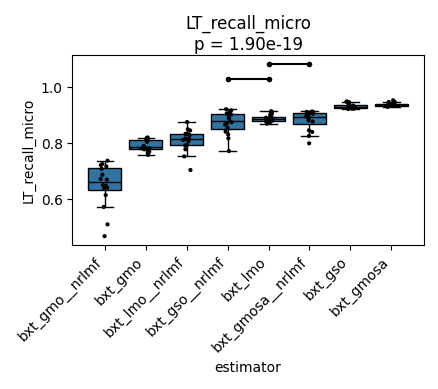 LT_recall_micro
p = 1.90e-19
LT_recall_micro
1.0
0.8
0.6
bxt_gmo__nrlmf
bxt_gmo
bxt_lmo__nrlmf
bxt_gso__nrlmf
bxt_lmo
bxt_gmosa__nrlmf
bxt_gso
bxt_gmosa
estimator